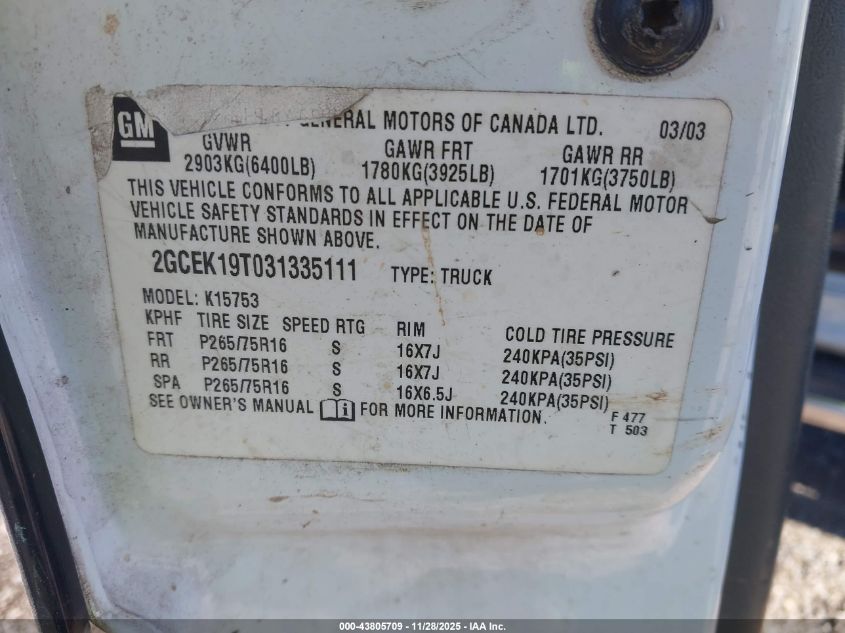 GM
GENERAL MOTORS OF CANADA LTD. 03/03
GVWR GAWR FRT GAWR RR
2903KG(6400LB) 1780KG(3925LB) 1701KG(3750LB)
THIS VEHICLE CONFORMS TO ALL APPLICABLE U.S. FEDERAL MOTOR
VEHICLE SAFETY STANDARDS IN EFFECT ON THE DATE OF
MANUFACTURE SHOWN ABOVE.
2GCEK19T031335111 TYPE: TRUCK
MODEL: K15753
KPHF TIRE SIZE SPEED RTG RIM COLD TIRE PRESSURE
FRT P265/75R16 S 16X7J 240KPA(35PSI)
RR P265/75R16 S 16X7J 240KPA(35PSI)
SPA P265/75R16 S 16X6.5J 240KPA(35PSI)
SEE OWNER'S MANUAL FOR MORE INFORMATION. F 477
T 503
000-43805709 - 11/28/2025 - IAA Inc.